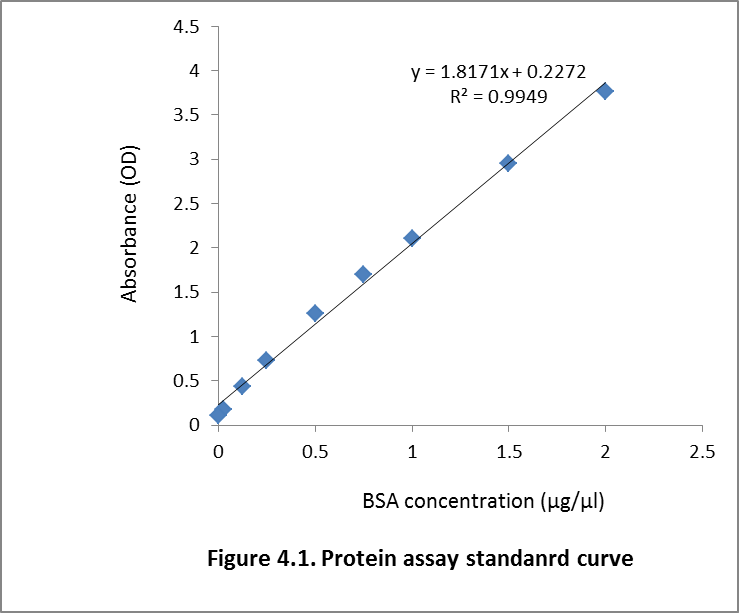 4.5
4
3.5
3
2.5
2
1.5
1
0.5
0
y = 1.8171x + 0.2272
R² = 0.9949
Absorbance (OD)
0 0.5 1 1.5 2 2.5
BSA concentration (µg/µl)
Figure 4.1. Protein assay standanrd curve